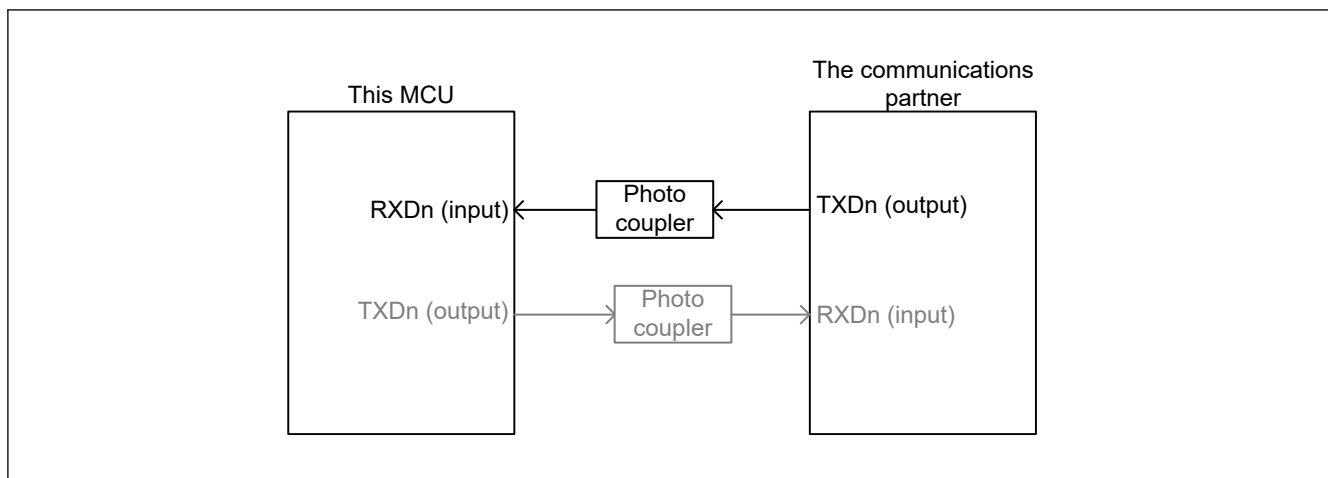 This MCU
The communications
partner
RXDn (input)
Photo
coupler
TXDn (output)
TXDn (output)
Photo
coupler
RXDn (input)